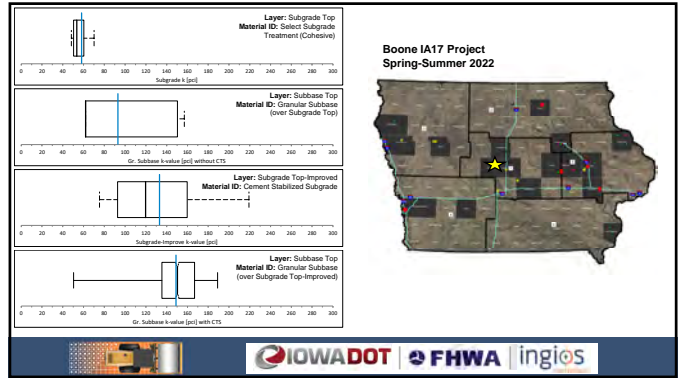 Layer: Subgrade Top
Material ID: Select Subgrade
Treatment (Cohesive)
0 20 40 60 80 100 120 140 160 180 200 220 240 260 280 300
Subgrade k [pci]
Layer: Subbase Top
Material ID: Granular Subbase
(over Subgrade Top)
0 20 40 60 80 100 120 140 160 180 200 220 240 260 280 300
Gr. Subbase k-value [pci] without CTS
Layer: Subgrade Top-Improved
Material ID: Cement Stabilized Subgrade
0 20 40 60 80 100 120 140 160 180 200 220 240 260 280 300
Subgrade-Improve k-value [pci]
Layer: Subbase Top
Material ID: Granular Subbase
(over Subgrade Top-Improved)
0 20 40 60 80 100 120 140 160 180 200 220 240 260 280 300
Gr. Subbase k-value [pci] with CTS
Boone IA17 Project
Spring-Summer 2022
IOWADOT
FHWA
ingios